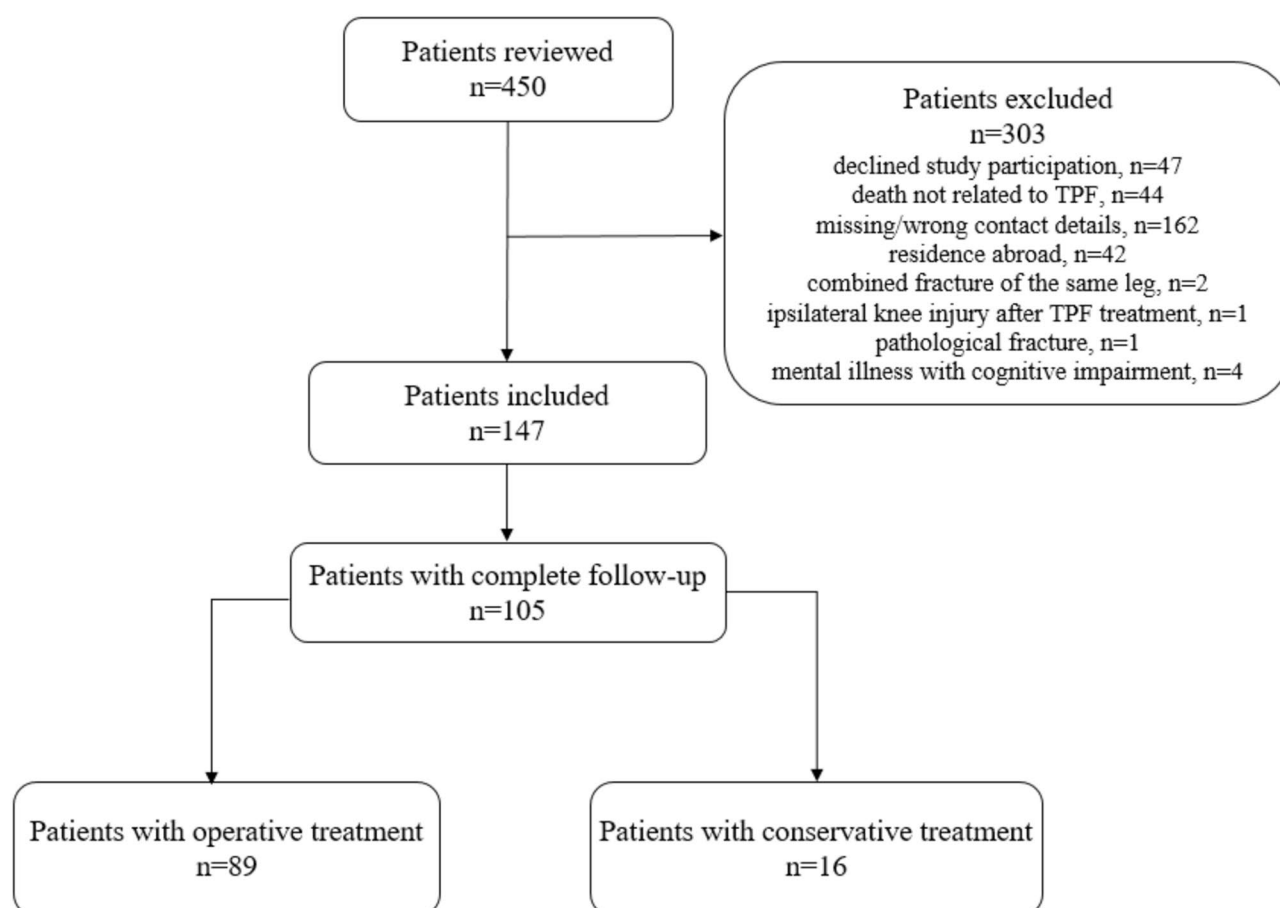 Patients reviewed
n=450
Patients excluded
n=303
declined study participation, n=47
death not related to TPF, n=44
missing/wrong contact details, n=162
residence abroad, n=42
combined fracture of the same leg, n=2
ipsilateral knee injury after TPF treatment, n=1
pathological fracture, n=1
mental illness with cognitive impairment, n=4
Patients included
n=147
Patients with complete follow-up
n=105
Patients with operative treatment
n=89
Patients with conservative treatment
n=16